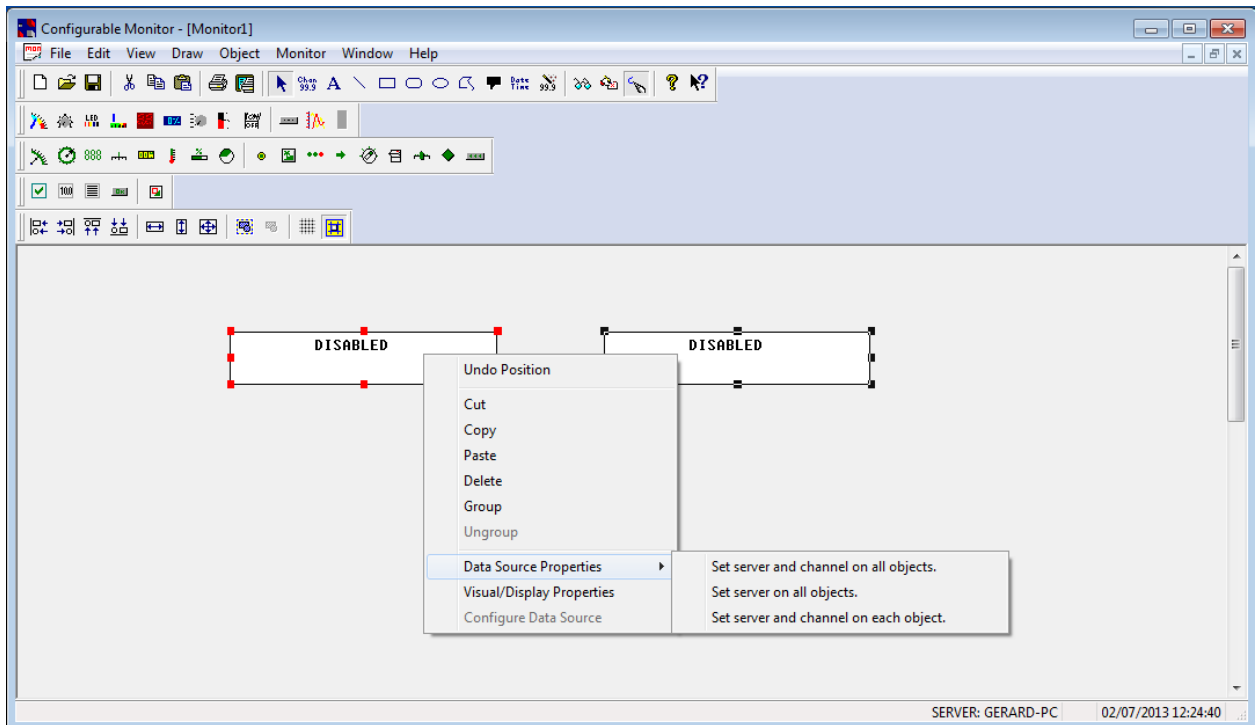 Configurable Monitor - [Monitor1]
File Edit View Draw Object Monitor Window Help
DISABLED DISABLED
Undo Position
Cut
Copy
Paste
Delete
Group
Ungroup
Data Source Properties
Visual/Display Properties
Configure Data Source
Set server and channel on all objects.
Set server on all objects.
Set server and channel on each object.
SERVER: GERARD-PC 02/07/2013 12:24:40